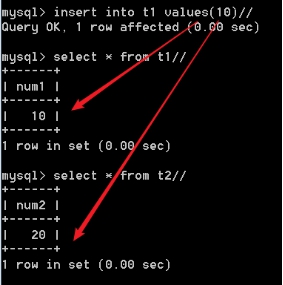 mysql> insert into t1 values(10)//
Query OK, 1 row affected (0.00 sec)
mysql> select * from t1//
+------+
| num1 |
+------+
|   10 |
+------+
1 row in set (0.00 sec)
mysql> select * from t2//
+------+
| num2 |
+------+
|   20 |
+------+
1 row in set (0.00 sec)